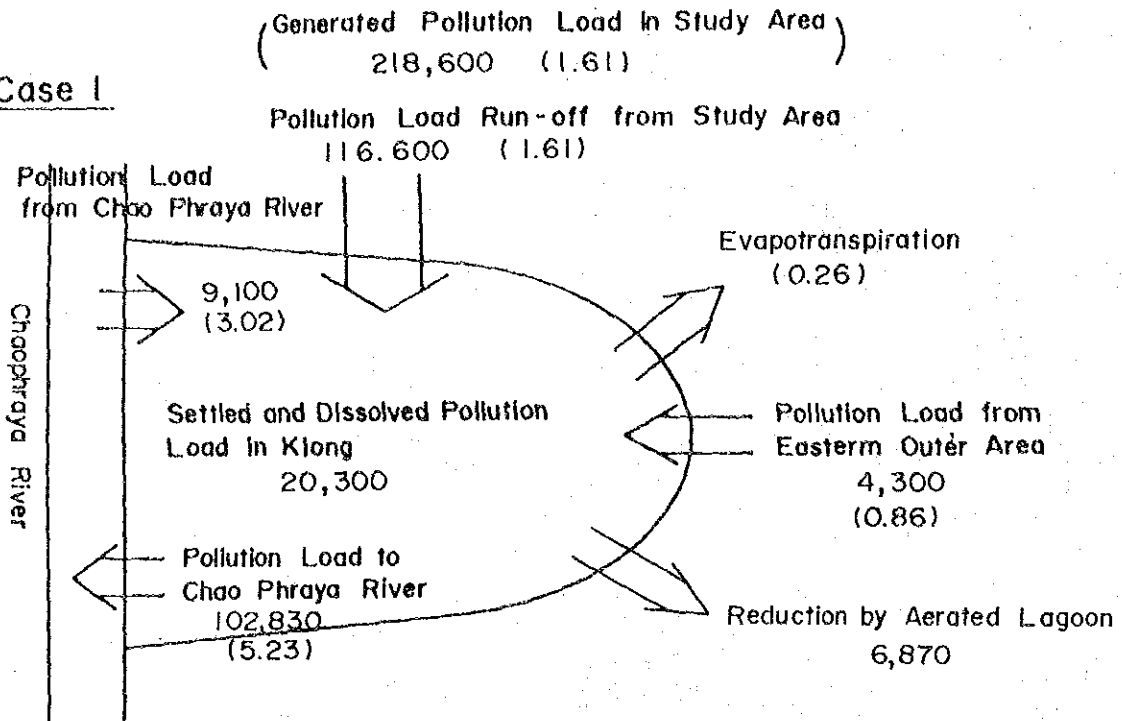 (Generated Pollution Load in Study Area)
218,600 (1.61)
Case 1
Pollution Load Run-off from Study Area
116.600 (1.61)
Pollution Load
from Chao Phraya River
Evapotranspiration
(0.26)
9,100
(3.02)
Chaophraya River
Settled and Dissolved Pollution
Load in Klong
20,300
Pollution Load from
Easterm Outer Area
4,300
(0.86)
Pollution Load to
Chao Phraya River
102,830
(5.23)
Reduction by Aerated Lagoon
6,870